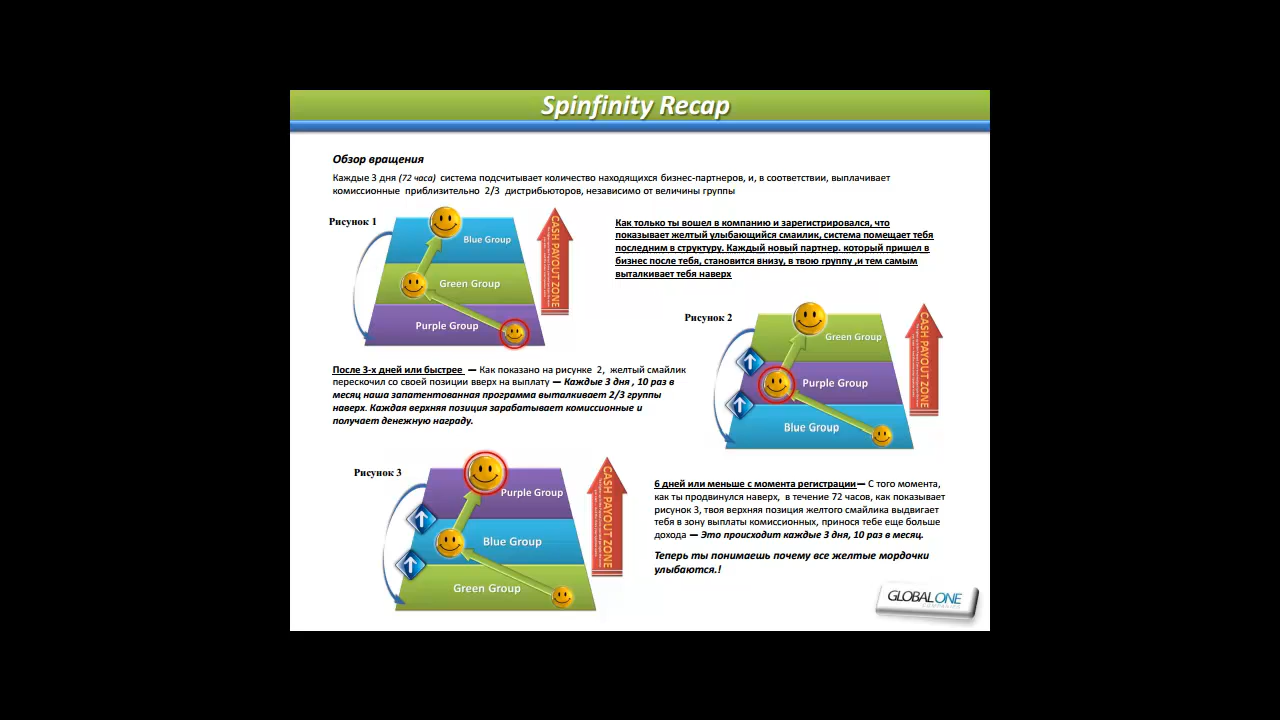 Spinfinity Recap
Обзор вращения
Каждые 3 дня (72 часа) система подсчитывает количество находящихся бизнес-партнеров, и, в соответствии, выплачивает
комиссионные приблизительно 2/3 дистрибьюторов, независимо от величины группы
Рисунок 1
Blue Group
Green Group
Purple Group
CASH PAYOUT ZONE
Как только ты вошел в компанию и зарегистрировался, что
показывает желтый улыбающийся смаилик, система помещает тебя
последним в структуру. Каждый новый партнер. который пришел в
бизнес после тебя, становится внизу, в твою группу ,и тем самым
выталкивает тебя наверх
Рисунок 2
Green Group
Purple Group
Blue Group
CASH PAYOUT ZONE
После 3-х дней или быстрее — Как показано на рисунке 2, желтый смайлик
перескочил со своей позиции вверх на выплату — Каждые 3 дня , 10 раз в
месяц наша запатентованная программа выталкивает 2/3 группы
наверх. Каждая верхняя позиция зарабатывает комиссионные и
получает денежную награду.
Рисунок 3
Purple Group
Blue Group
Green Group
CASH PAYOUT ZONE
6 дней или меньше с момента регистрации— С того момента,
как ты продвинулся наверх, в течение 72 часов, как показывает
рисунок 3, твоя верхняя позиция желтого смайлика выдвигает
тебя в зону выплаты комиссионных, принося тебе еще больше
дохода — Это происходит каждые 3 дня, 10 раз в месяц.
Теперь ты понимаешь почему все желтые мордочки
улыбаются.!
GLOBALONE
COMPANIES